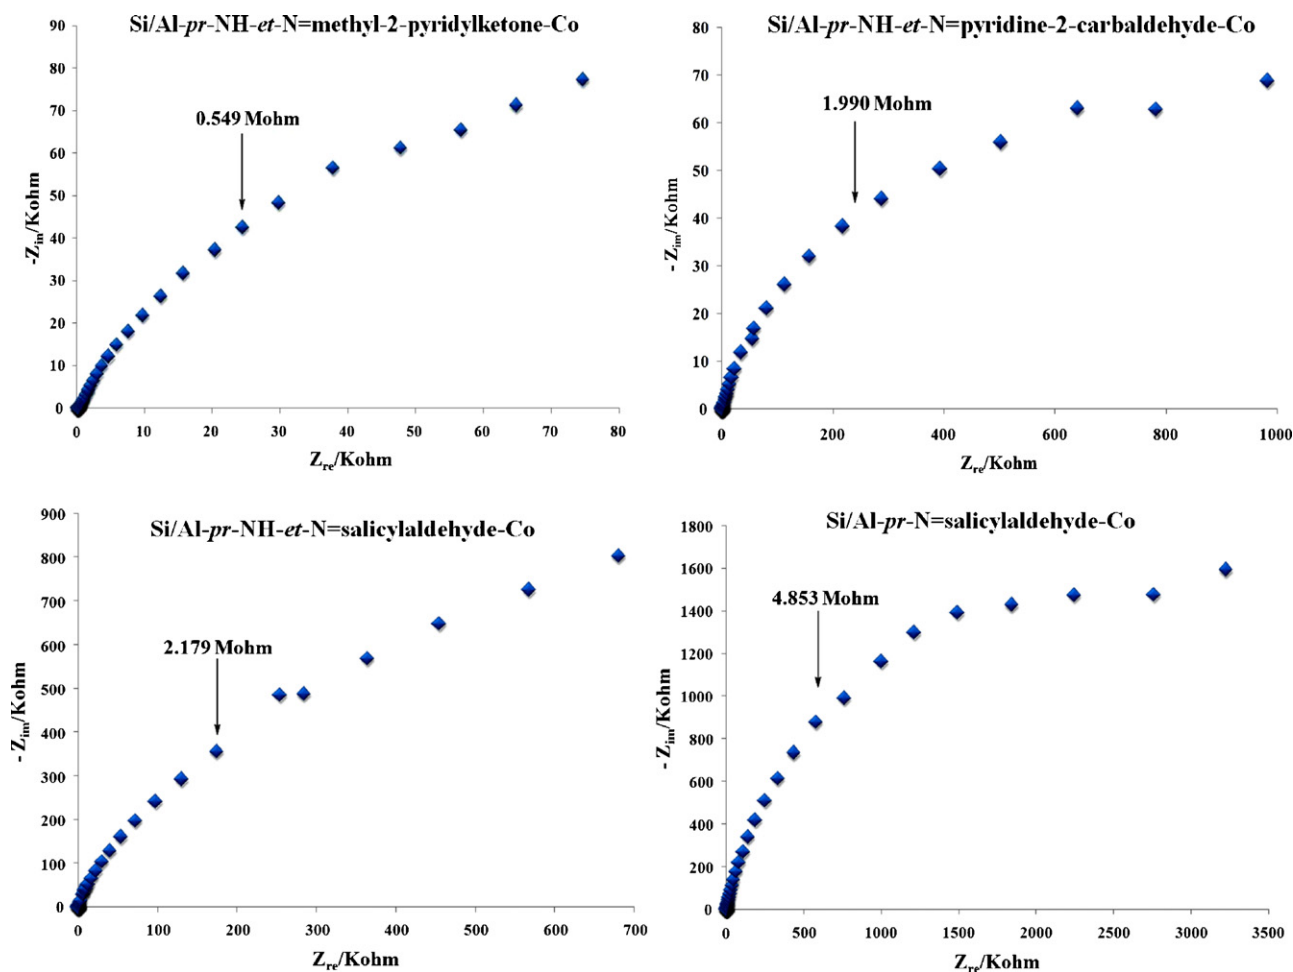 Si/Al-pr-NH-et-N=methyl-2-pyridylketone-Co
90
80
70
60
50
40
30
20
10
0
-Zin/Kohm
0.549 Mohm
0 10 20 30 40 50 60 70 80
Zre/Kohm
Si/Al-pr-NH-et-N=pyridine-2-carbaldehyde-Co
80
70
60
50
40
30
20
10
0
- Zim/Kohm
1.990 Mohm
0 200 400 600 800 1000
Zre/Kohm
Si/Al-pr-NH-et-N=salicylaldehyde-Co
900
800
700
600
500
400
300
200
100
0
- Zim/Kohm
2.179 Mohm
0 100 200 300 400 500 600 700
Zre/Kohm
Si/Al-pr-N=salicylaldehyde-Co
1800
1600
1400
1200
1000
800
600
400
200
0
- Zim/Kohm
4.853 Mohm
0 500 1000 1500 2000 2500 3000 3500
Zre/Kohm